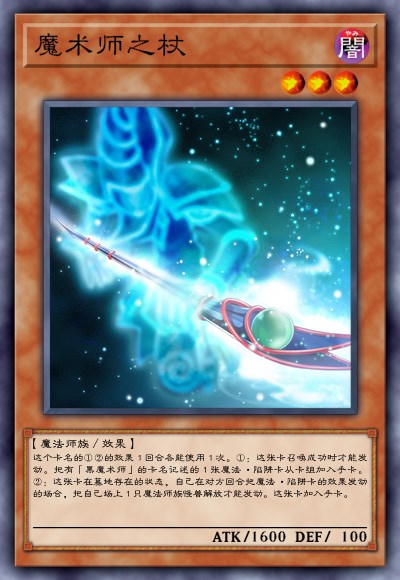 魔术师之杖
やみ
闇
【魔法师族／效果】
这个卡名的①②的效果1回合各能使用1次。①：这张卡召唤成功时才能发
动。把有「黑魔术师」的卡名记述的1张魔法·陷阱卡从卡组加入手卡。
②：这张卡在墓地存在的状态，自己在对方回合把魔法·陷阱卡的效果发动
的场合，把自己场上1只魔法师族怪兽解放才能发动。这张卡加入手卡。
ATK/1600 DEF/ 100